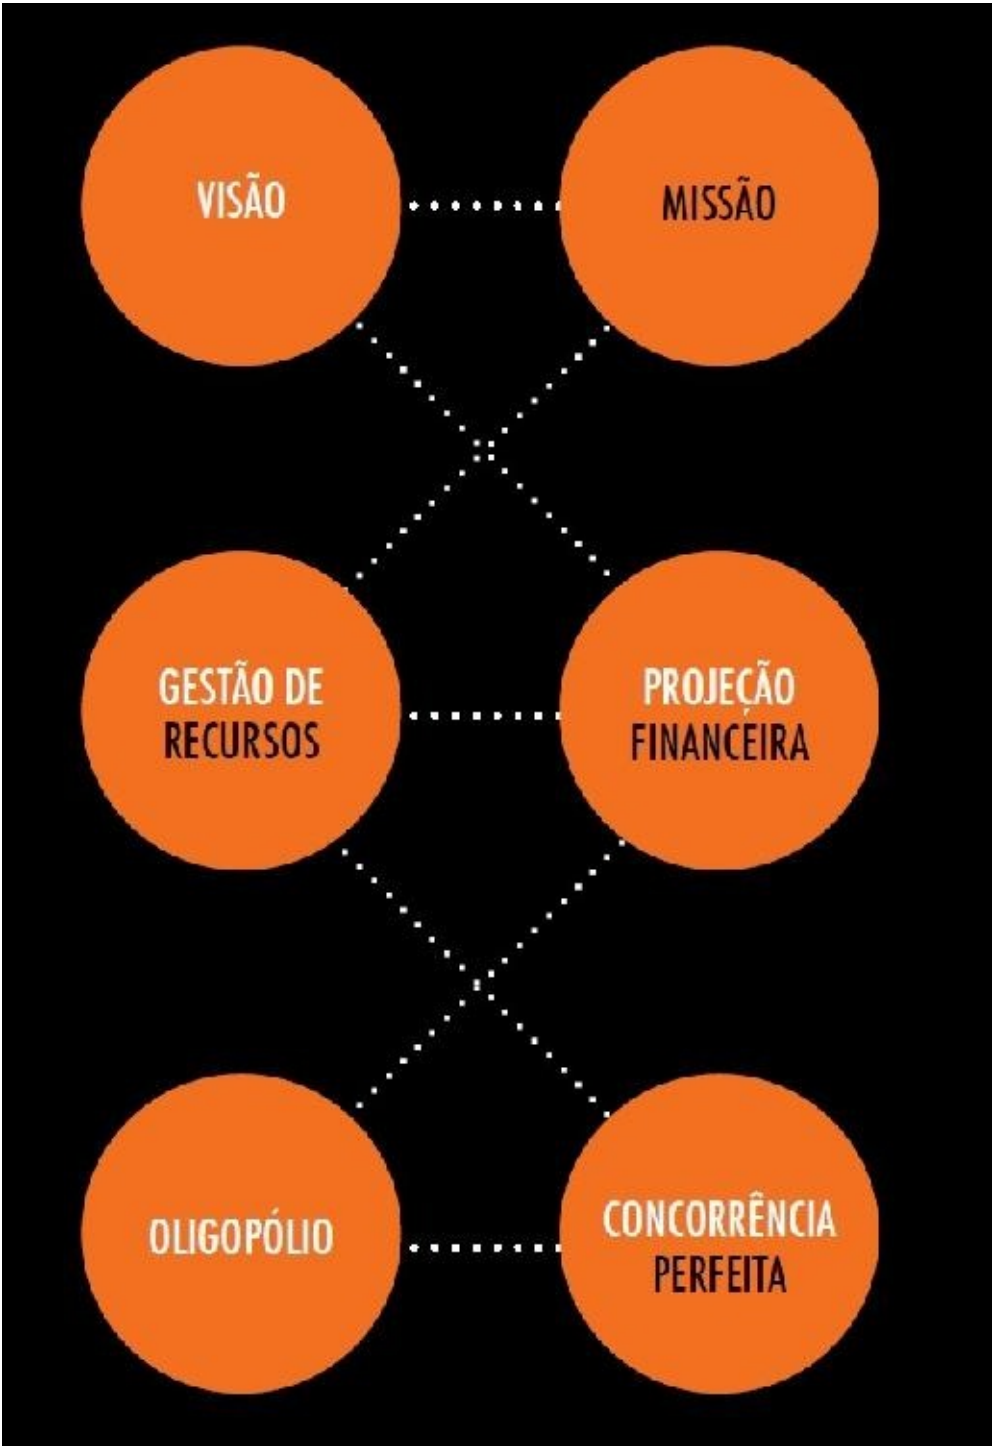 VISÃO
MISSÃO
GESTÃO DE
RECURSOS
PROJEÇÃO
FINANCEIRA
OLIGOPÓLIO
CONCORRÊNCIA
PERFEITA